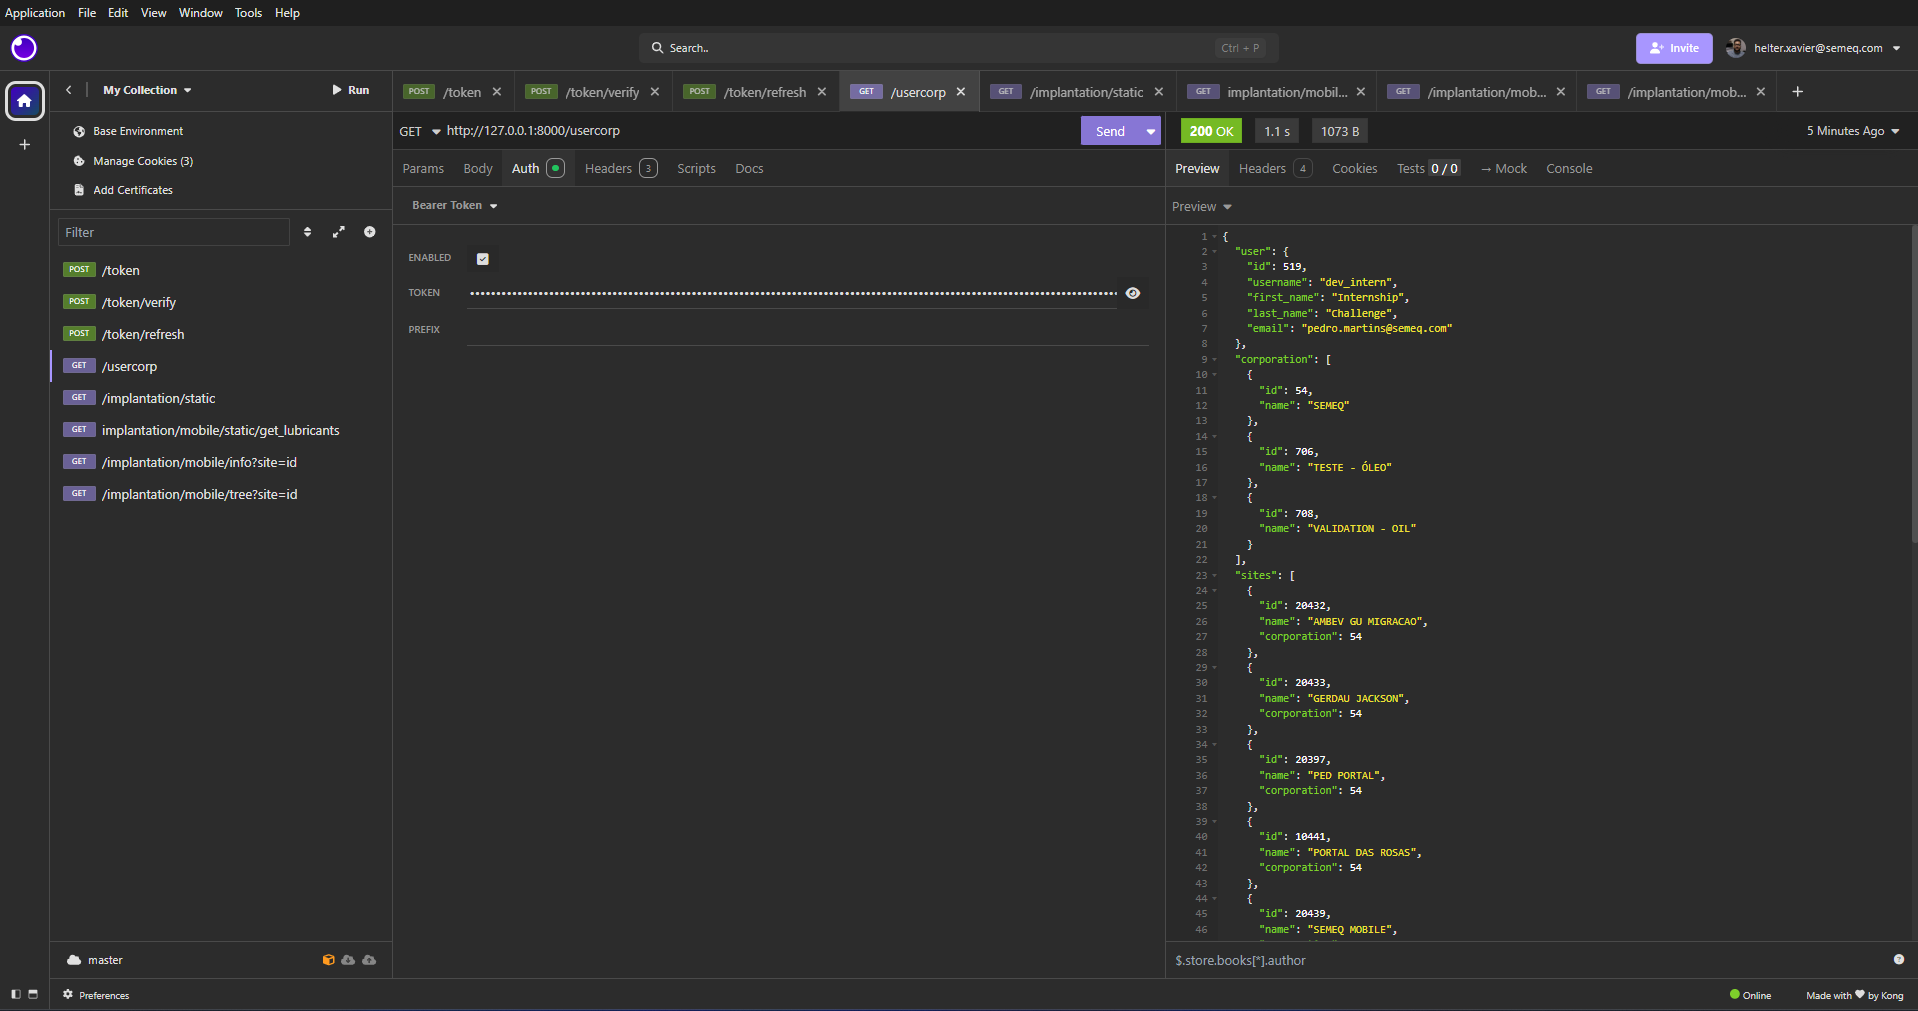 Application File Edit View Window Tools Help
Search.. Ctrl + P
Invite helter.xavier@semeq.com
My Collection Run
Base Environment
Manage Cookies (3)
Add Certificates
Filter
POST /token
POST /token/verify
POST /token/refresh
GET /usercorp
GET /implantation/static
GET implantation/mobile/static/get_lubricants
GET /implantation/mobile/info?site=id
GET /implantation/mobile/tree?site=id
master
Preferences
POST /token POST /token/verify POST /token/refresh GET /usercorp GET /implantation/static GET implantation/mobil... GET /implantation/mob... GET /implantation/mob...
GET http://127.0.0.1:8000/usercorp Send
Params Body Auth Headers 3 Scripts Docs
Bearer Token
ENABLED
TOKEN ••••••••••••••••••••••••••••••••••••••••••••••••••••••••••••••••••••••••••••••••••••••••••••••••••••••••••••
PREFIX
200 OK 1.1 s 1073 B 5 Minutes Ago
Preview Headers 4 Cookies Tests 0 / 0 → Mock Console
Preview
1 {
2 "user": {
3 "id": 519,
4 "username": "dev_intern",
5 "first_name": "Internship",
6 "last_name": "Challenge",
7 "email": "pedro.martins@semeq.com"
8 },
9 "corporation": [
10 {
11 "id": 54,
12 "name": "SEMEQ"
13 },
14 {
15 "id": 706,
16 "name": "TESTE - ÓLEO"
17 },
18 {
19 "id": 708,
20 "name": "VALIDATION - OIL"
21 }
22 ],
23 "sites": [
24 {
25 "id": 20432,
26 "name": "AMBEV GU MIGRACAO",
27 "corporation": 54
28 },
29 {
30 "id": 20433,
31 "name": "GERDAU JACKSON",
32 "corporation": 54
33 },
34 {
35 "id": 20397,
36 "name": "PED PORTAL",
37 "corporation": 54
38 },
39 {
40 "id": 10441,
41 "name": "PORTAL DAS ROSAS",
42 "corporation": 54
43 },
44 {
45 "id": 20439,
46 "name": "SEMEQ MOBILE",
$.store.books[*].author
Online Made with by Kong